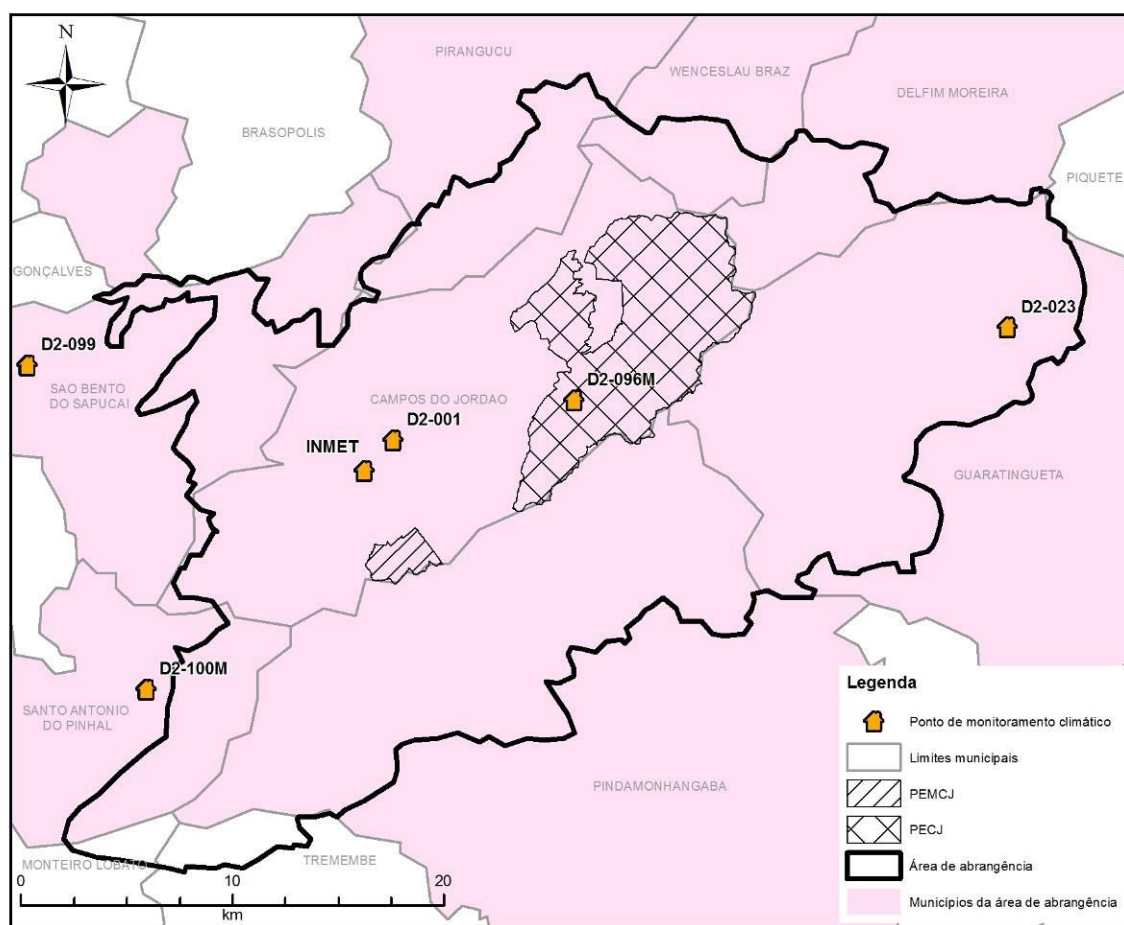 N
PIRANGUCU
WENCESLAU BRAZ
DELFIM MOREIRA
BRASOPOLIS
PIQUETE
GONÇALVES
D2-023
D2-099
D2-096M
SAO BENTO
DO SAPUCAI
CAMPOS DO JORDAO
D2-001
INMET
GUARATINGUETA
D2-100M
SANTO ANTONIO
DO PINHAL
PINDAMONHANGABA
MONTEIRO LOBATO
TREMEMBE
0 10 20
km
Legenda
Ponto de monitoramento climático
Limites municipais
PEMCJ
PECJ
Área de abrangência
Municípios da área de abrangência